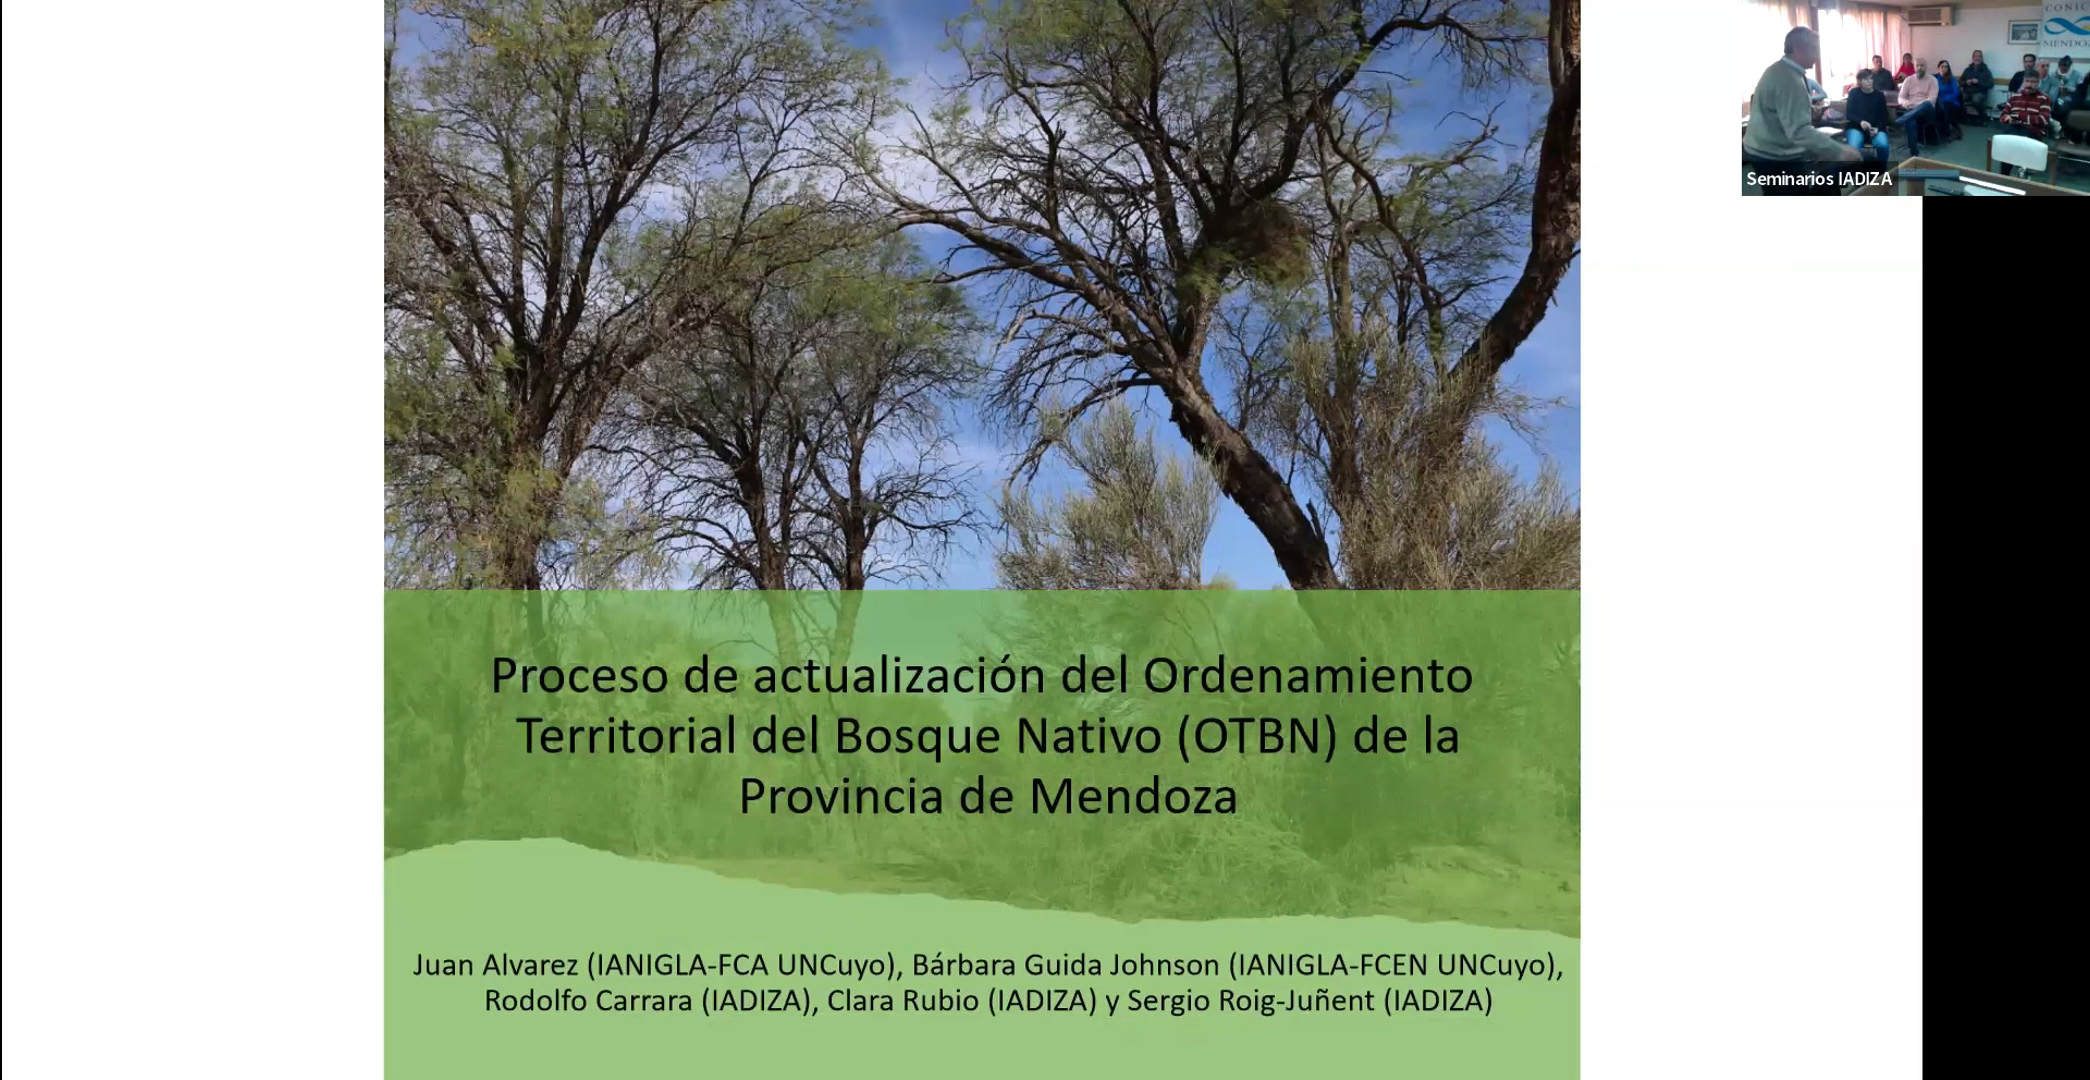 CONIC
MENDOZ
Seminarios IADIZA
Proceso de actualización del Ordenamiento
Territorial del Bosque Nativo (OTBN) de la
Provincia de Mendoza
Juan Alvarez (IANIGLA-FCA UNCuyo), Bárbara Guida Johnson (IANIGLA-FCEN UNCuyo),
Rodolfo Carrara (IADIZA), Clara Rubio (IADIZA) y Sergio Roig-Juñent (IADIZA)